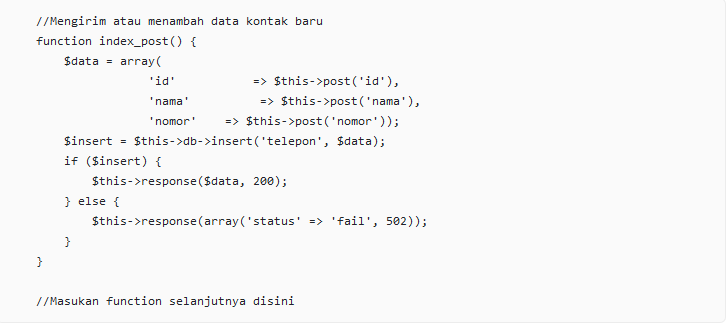 //Mengirim atau menambah data kontak baru
function index_post() {
    $data = array(
                'id'           => $this->post('id'),
                'nama'          => $this->post('nama'),
                'nomor'    => $this->post('nomor'));
    $insert = $this->db->insert('telepon', $data);
    if ($insert) {
        $this->response($data, 200);
    } else {
        $this->response(array('status' => 'fail', 502));
    }
}

//Masukan function selanjutnya disini